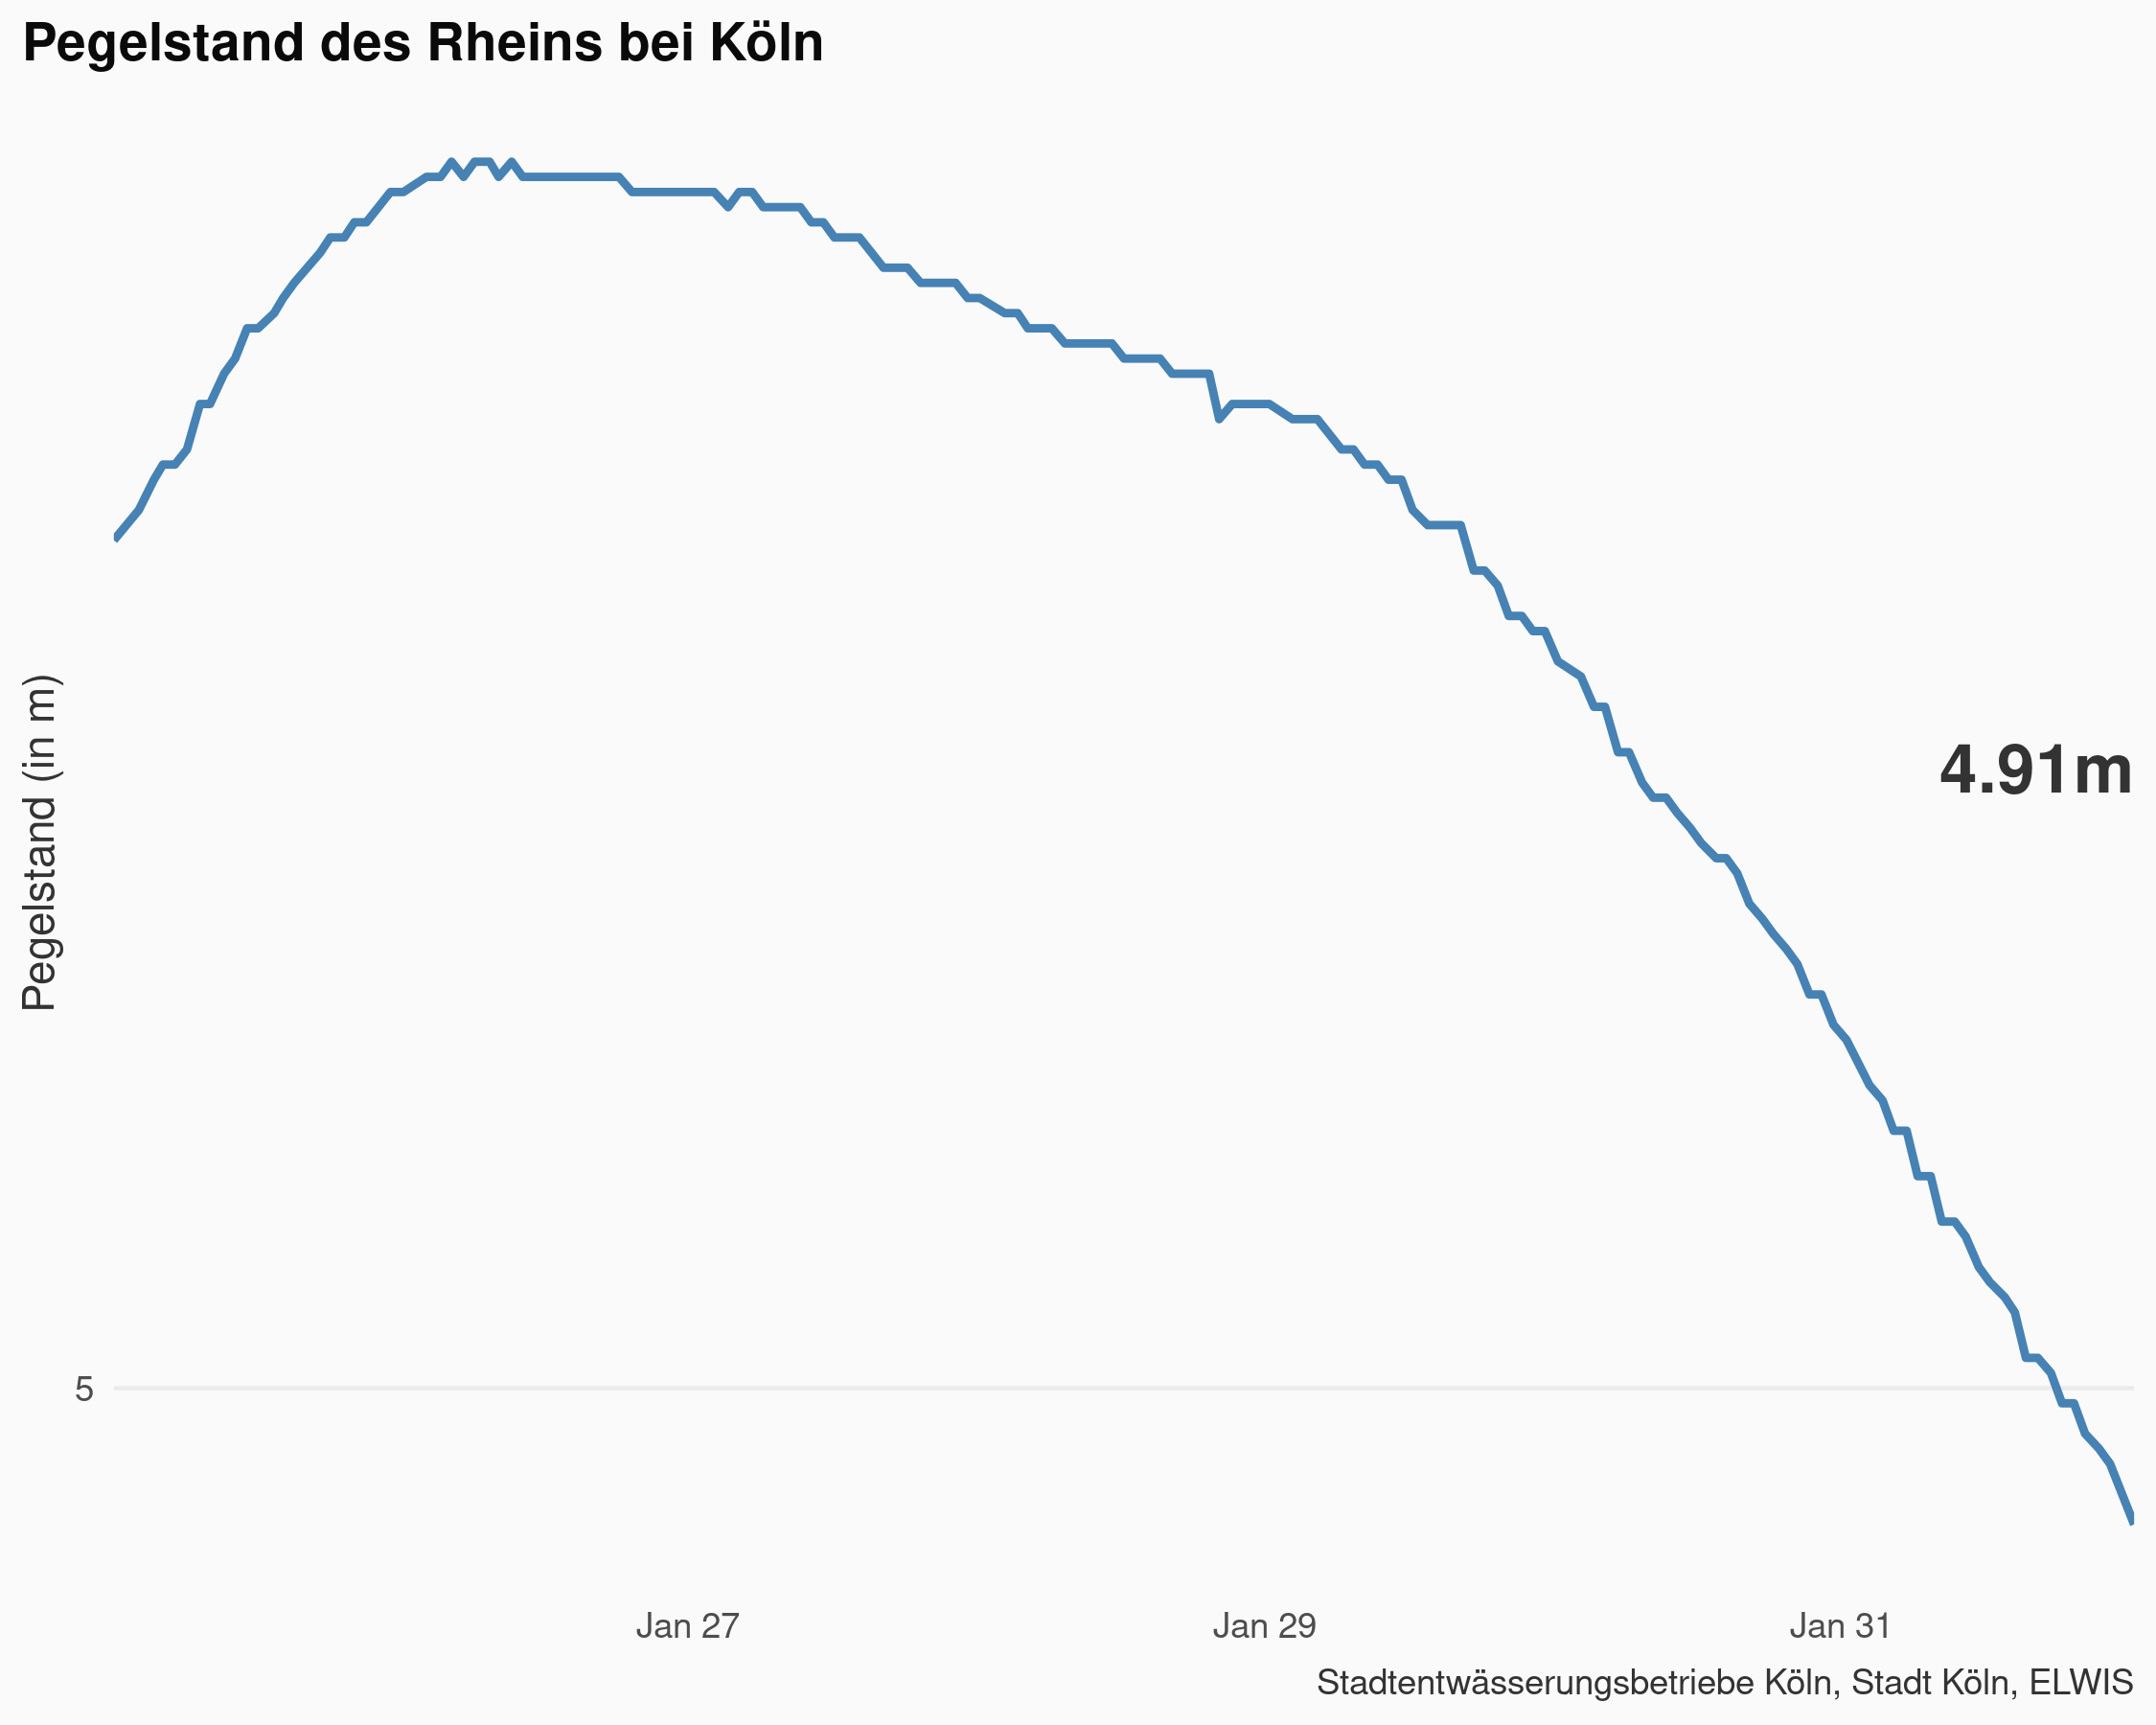 Pegelstand des Rheins bei Köln
Pegelstand (in m)
4.91m
5
Jan 27
Jan 29
Jan 31
Stadtentwässerungsbetriebe Köln, Stadt Köln, ELWIS